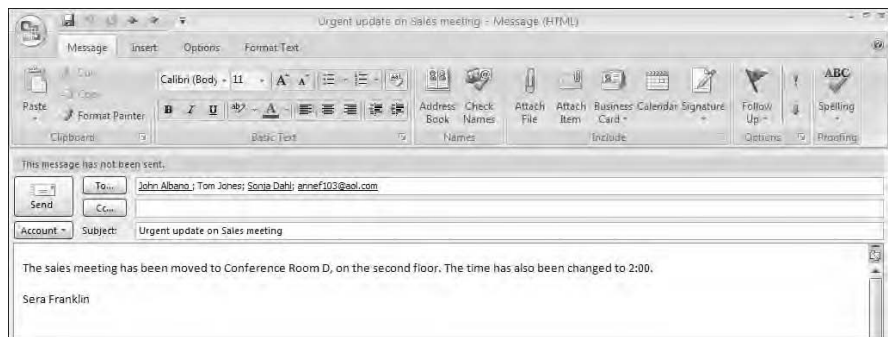 Urgent update on Sales meeting - Message (HTML)
Message Insert Options Format Text
Cut
Copy
Paste Format Painter
Clipboard
Calibri (Body 11 A A
B I U A
Basic Text
Address Book Check Names
Names
Attach File Attach Item Business Card Calendar Signature
Include
Follow Up
Options
ABC
Spelling
Proofing
This message has not been sent.
Send
To... John Albano ; Tom Jones; Sonja Dahl; annef103@aol.com
Cc...
Account Subject: Urgent update on Sales meeting
The sales meeting has been moved to Conference Room D, on the second floor. The time has also been changed to 2:00.
Sera Franklin